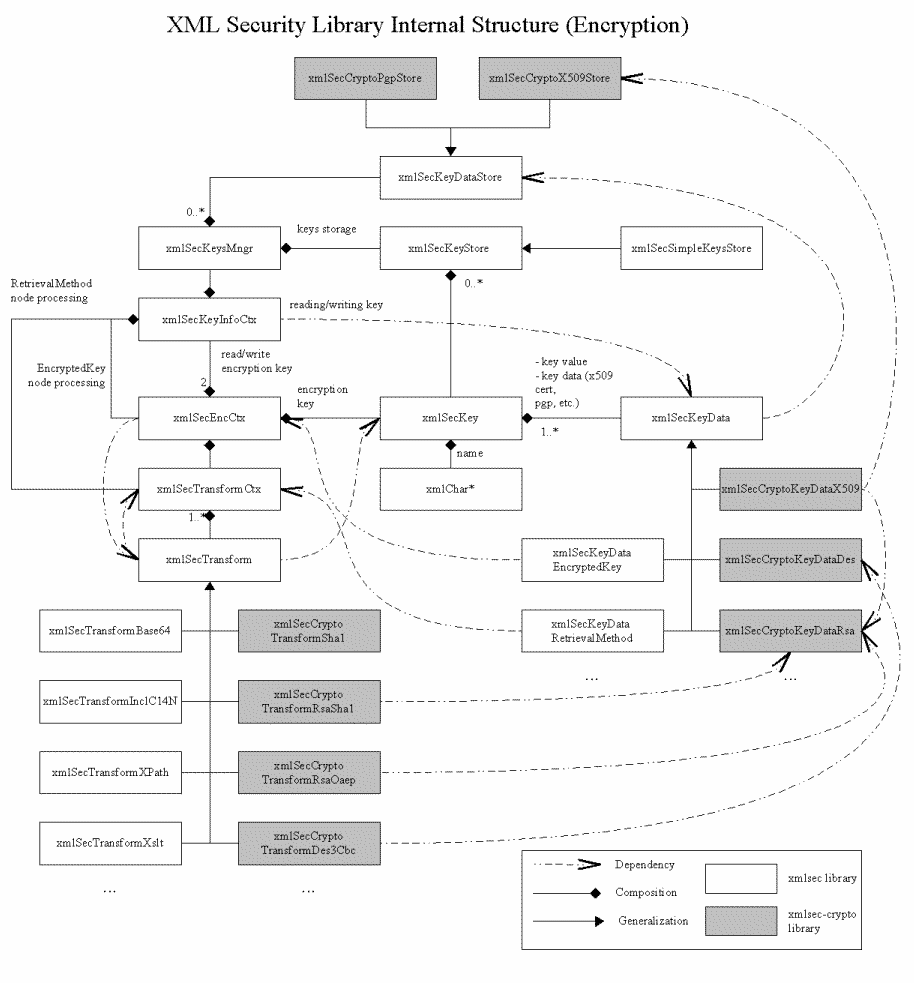 XML Security Library Internal Structure (Encryption)
xmlSecCryptoPgpStore
xmlSecCryptoX509Store
xmlSecKeyDataStore
0..*
xmlSecKeysMngr
keys storage
xmlSecKeyStore
xmlSecSimpleKeysStore
0..*
RetrievalMethod
node processing
xmlSecKeyInfoCtx
reading/writing key
read/write
encryption key
2
EncryptedKey
node processing
encryption
key
- key value
- key data (x509
cert,
pgp, etc.)
xmlSecEncCtx
xmlSecKey
1..*
xmlSecKeyData
name
xmlSecTransformCtx
xmlChar*
xmlSecCryptoKeyDataX509
1..*
xmlSecTransform
xmlSecKeyData
EncryptedKey
xmlSecCryptoKeyDataDes
xmlSecTransformBase64
xmlSecCrypto
TransformSha1
xmlSecKeyData
RetrievalMethod
xmlSecCryptoKeyDataRsa
...
...
xmlSecTransformInclC14N
xmlSecCrypto
TransformRsaSha1
xmlSecTransformXPath
xmlSecCrypto
TransformRsaOaep
xmlSecTransformXslt
xmlSecCrypto
TransformDes3Cbc
...
...
Dependency
xmlsec library
Composition
Generalization
xmlsec-crypto
library